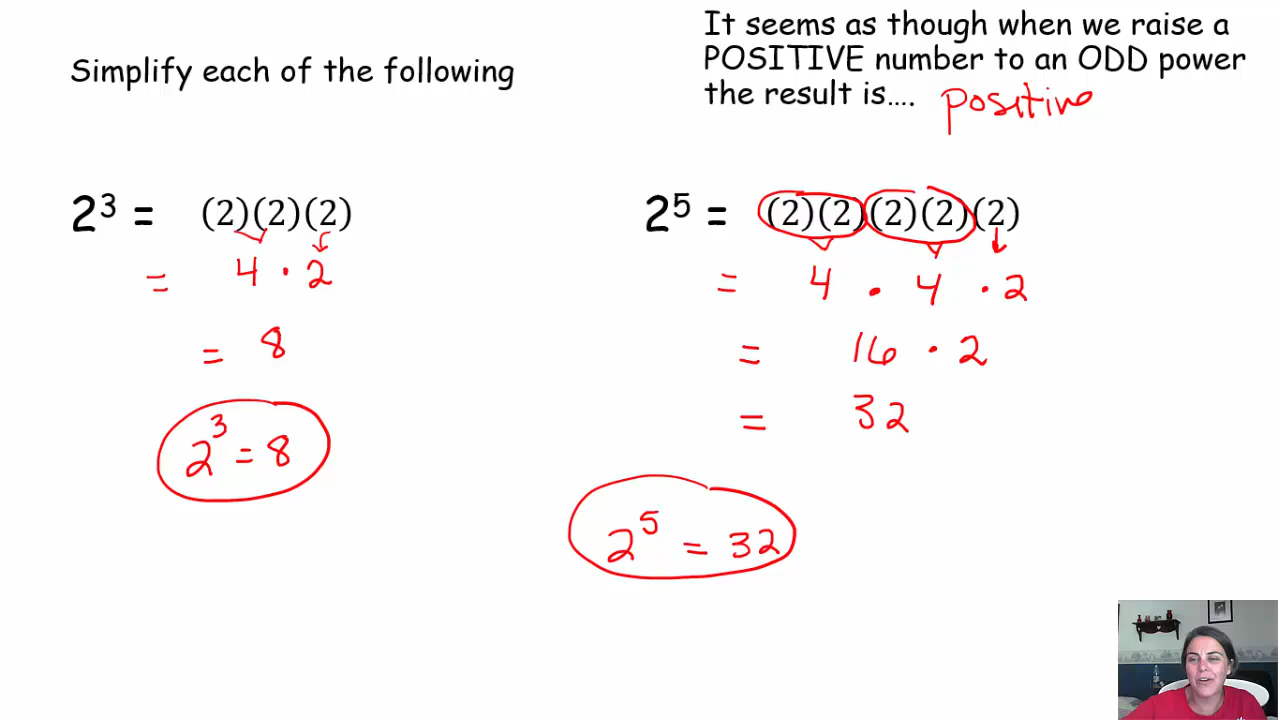 Simplify each of the following
It seems as though when we raise a
POSITIVE number to an ODD power
the result is.... positive
2³ = (2)(2)(2)
= 4 · 2
= 8
2³ = 8
2⁵ = (2)(2)(2)(2)(2)
= 4 · 4 · 2
= 16 · 2
= 32
2⁵ = 32